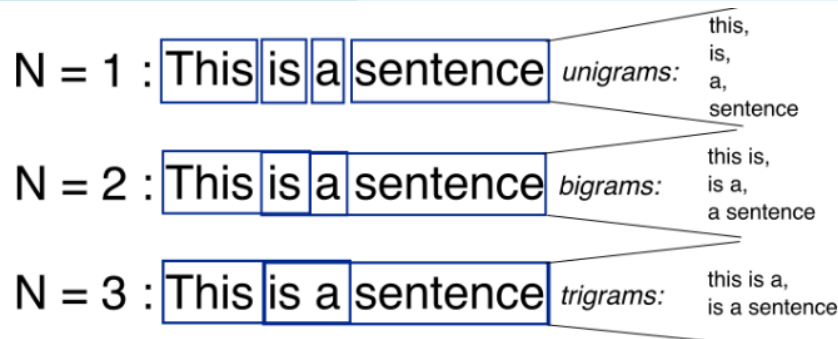 N = 1 : This is a sentence unigrams:
this,
is,
a,
sentence
N = 2 : This is a sentence bigrams:
this is,
is a,
a sentence
N = 3 : This is a sentence trigrams:
this is a,
is a sentence